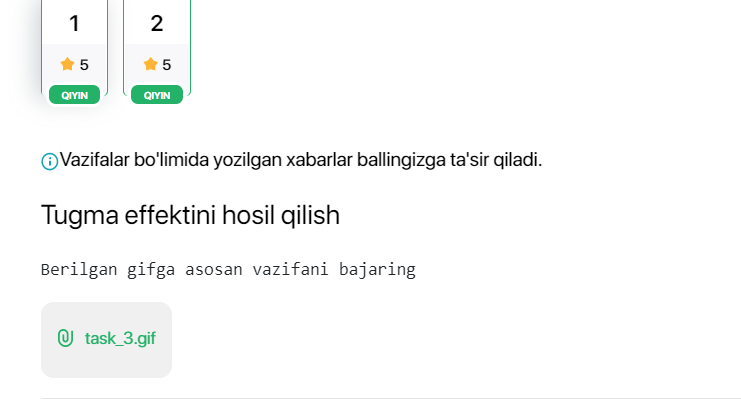 1 2
5 5
QIYIN QIYIN
Vazifalar bo'limida yozilgan xabarlar ballingizga ta'sir qiladi.
Tugma effektini hosil qilish
Berilgan gifga asosan vazifani bajaring
task_3.gif